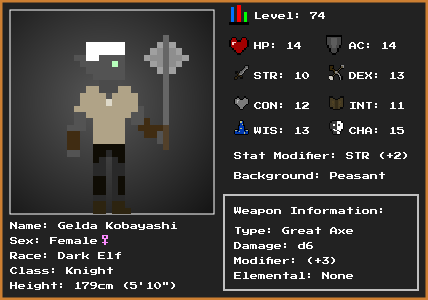 Level: 74
HP: 14 AC: 14
STR: 10 DEX: 13
CON: 12 INT: 11
WIS: 13 CHA: 15
Stat Modifier: STR (+2)
Background: Peasant
Name: Gelda Kobayashi
Sex: Female
Race: Dark Elf
Class: Knight
Height: 179cm (5'10")
Weapon Information:
Type: Great Axe
Damage: d6
Modifier: (+3)
Elemental: None